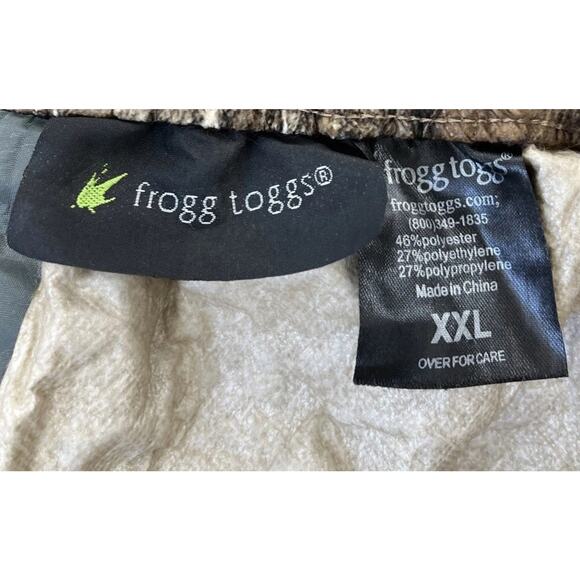 frogg toggs®
frogg toggs®
froggtoggs.com;
(800)349-1835
46%polyester
27%polyethylene
27%polypropylene
Made in China
XXL
OVER FOR CARE